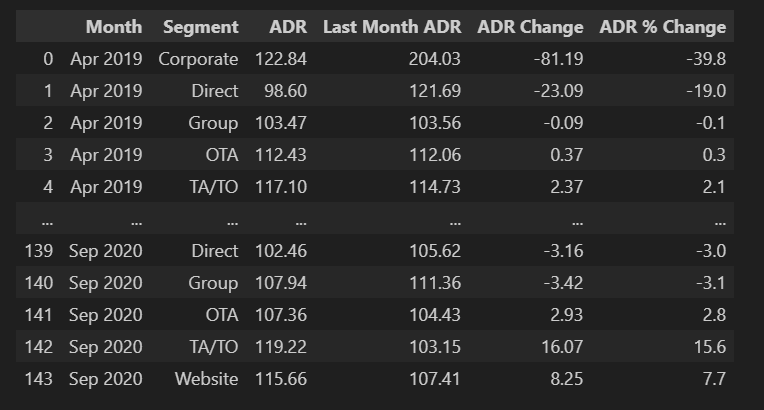 Month Segment ADR Last Month ADR ADR Change ADR % Change
0 Apr 2019 Corporate 122.84 204.03 -81.19 -39.8
1 Apr 2019 Direct 98.60 121.69 -23.09 -19.0
2 Apr 2019 Group 103.47 103.56 -0.09 -0.1
3 Apr 2019 OTA 112.43 112.06 0.37 0.3
4 Apr 2019 TA/TO 117.10 114.73 2.37 2.1
... ... ... ... ... ... ...
139 Sep 2020 Direct 102.46 105.62 -3.16 -3.0
140 Sep 2020 Group 107.94 111.36 -3.42 -3.1
141 Sep 2020 OTA 107.36 104.43 2.93 2.8
142 Sep 2020 TA/TO 119.22 103.15 16.07 15.6
143 Sep 2020 Website 115.66 107.41 8.25 7.7